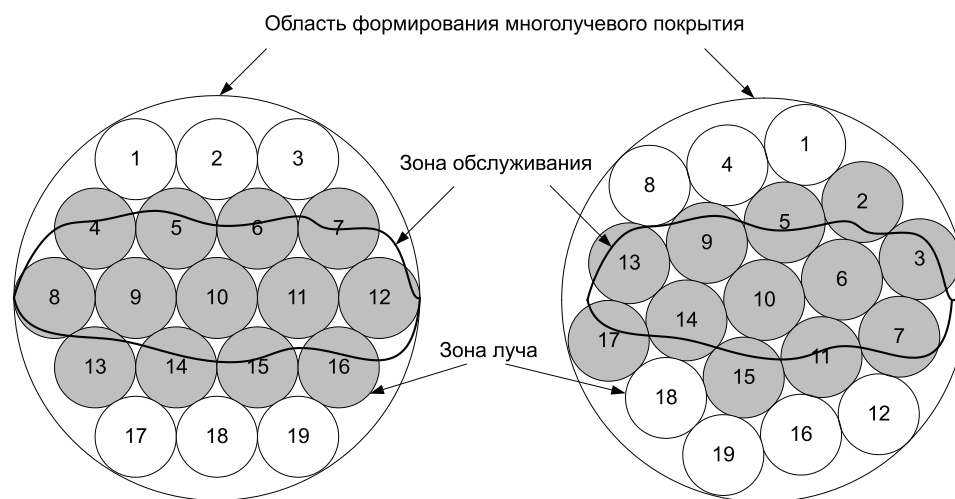 Область формирования многолучевого покрытия
Зона обслуживания
Зона луча
1 2 3
4 5 6 7
8 9 10 11 12
13 14 15 16
17 18 19
1
4
8
2
5
9
3
13
6
10
14
7
17
11
15
12
18
16
19